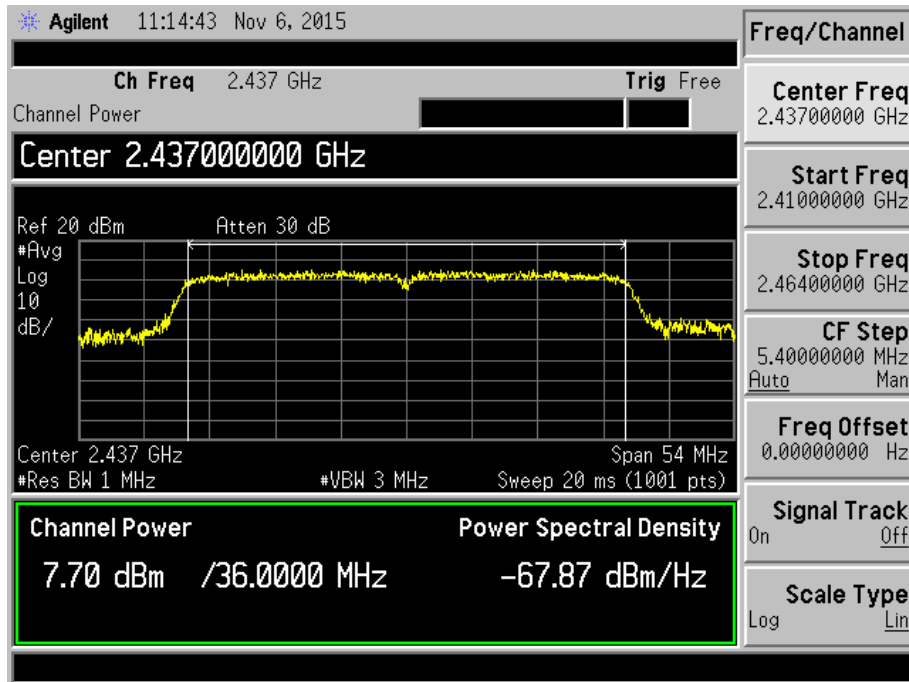 Agilent 11:14:43 Nov 6, 2015
Ch Freq 2.437 GHz Trig Free
Channel Power
Center 2.437000000 GHz
Ref 20 dBm Atten 30 dB
#Avg
Log
10
dB/
Center 2.437 GHz Span 54 MHz
#Res BW 1 MHz #VBW 3 MHz Sweep 20 ms (1001 pts)
Channel Power Power Spectral Density
7.70 dBm /36.0000 MHz -67.87 dBm/Hz
Freq/Channel
Center Freq
2.43700000 GHz
Start Freq
2.41000000 GHz
Stop Freq
2.46400000 GHz
CF Step
5.40000000 MHz
Auto Man
Freq Offset
0.00000000 Hz
Signal Track
On Off
Scale Type
Log Lin